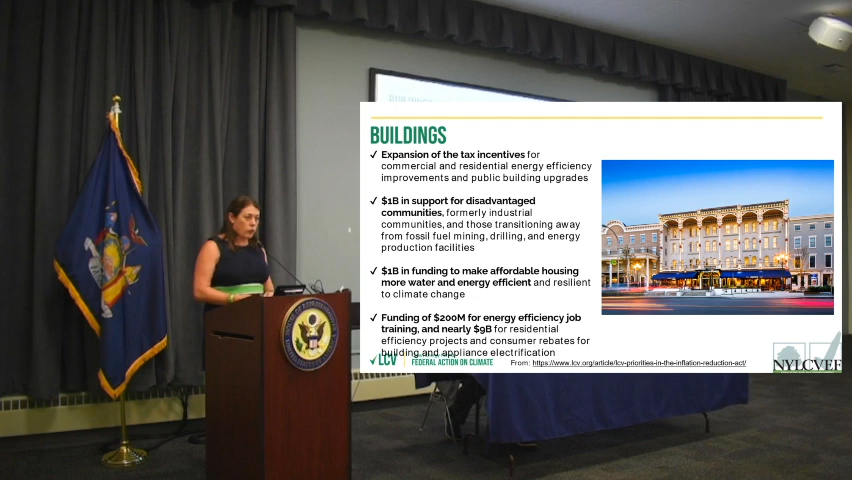 BUILDINGS
✓ Expansion of the tax incentives for
commercial and residential energy efficiency
improvements and public building upgrades
✓ $1B in support for disadvantaged
communities, formerly industrial
communities, and those transitioning away
from fossil fuel mining, drilling, and energy
production facilities
✓ $1B in funding to make affordable housing
more water and energy efficient and resilient
to climate change
✓ Funding of $200M for energy efficiency job
training, and nearly $9B for residential
efficiency projects and consumer rebates for
building and appliance electrification
LCV
FEDERAL ACTION ON CLIMATE
From: https://www.lcv.org/article/lcv-priorities-in-the-inflation-reduction-act/
NYLCVEF